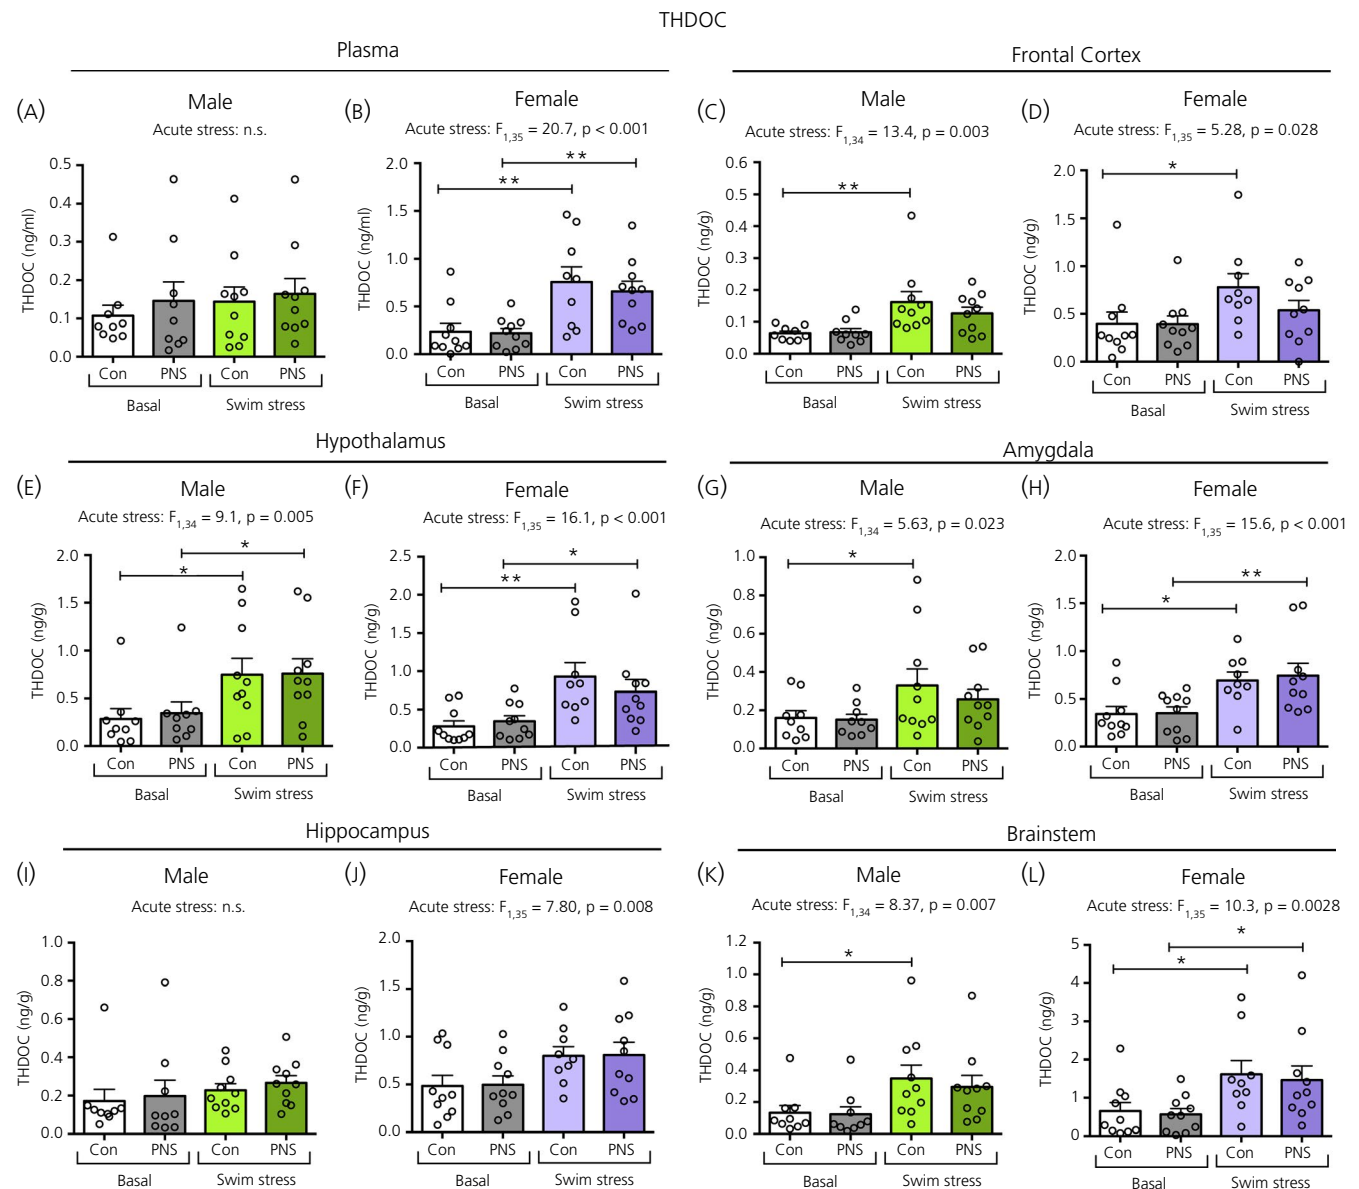 THDOC
Plasma
Frontal Cortex
(A)
Male
Acute stress: n.s.
THDOC (ng/ml)
0.5
0.4
0.3
0.2
0.1
0.0
Con PNS Con PNS
Basal Swim stress
(B)
Female
Acute stress: F1,35 = 20.7, p < 0.001
THDOC (ng/ml)
2.0
1.5
1.0
0.5
0.0
**
**
Con PNS Con PNS
Basal Swim stress
(C)
Male
Acute stress: F1,34 = 13.4, p = 0.003
THDOC (ng/g)
0.6
0.5
0.4
0.3
0.2
0.1
0.0
**
Con PNS Con PNS
Basal Swim stress
(D)
Female
Acute stress: F1,35 = 5.28, p = 0.028
THDOC (ng/g)
2.0
1.5
1.0
0.5
0.0
*
Con PNS Con PNS
Basal Swim stress
Hypothalamus
Amygdala
(E)
Male
Acute stress: F1,34 = 9.1, p = 0.005
THDOC (ng/g)
2.0
1.5
1.0
0.5
0.0
*
*
Con PNS Con PNS
Basal Swim stress
(F)
Female
Acute stress: F1,35 = 16.1, p < 0.001
THDOC (ng/g)
2.5
2.0
1.5
1.0
0.5
0.0
*
**
Con PNS Con PNS
Basal Swim stress
(G)
Male
Acute stress: F1,34 = 5.63, p = 0.023
THDOC (ng/g)
1.0
0.8
0.6
0.4
0.2
0.0
*
Con PNS Con PNS
Basal Swim stress
(H)
Female
Acute stress: F1,35 = 15.6, p < 0.001
THDOC (ng/g)
2.0
1.5
1.0
0.5
0.0
**
*
Con PNS Con PNS
Basal Swim stress
Hippocampus
Brainstem
(I)
Male
Acute stress: n.s.
THDOC (ng/g)
1.0
0.8
0.6
0.4
0.2
0.0
Con PNS Con PNS
Basal Swim stress
(J)
Female
Acute stress: F1,35 = 7.80, p = 0.008
THDOC (ng/g)
2.0
1.5
1.0
0.5
0.0
Con PNS Con PNS
Basal Swim stress
(K)
Male
Acute stress: F1,34 = 8.37, p = 0.007
THDOC (ng/g)
1.2
1.0
0.8
0.6
0.4
0.2
0.0
*
Con PNS Con PNS
Basal Swim stress
(L)
Female
Acute stress: F1,35 = 10.3, p = 0.0028
THDOC (ng/g)
5
4
3
2
1
0
*
*
Con PNS Con PNS
Basal Swim stress